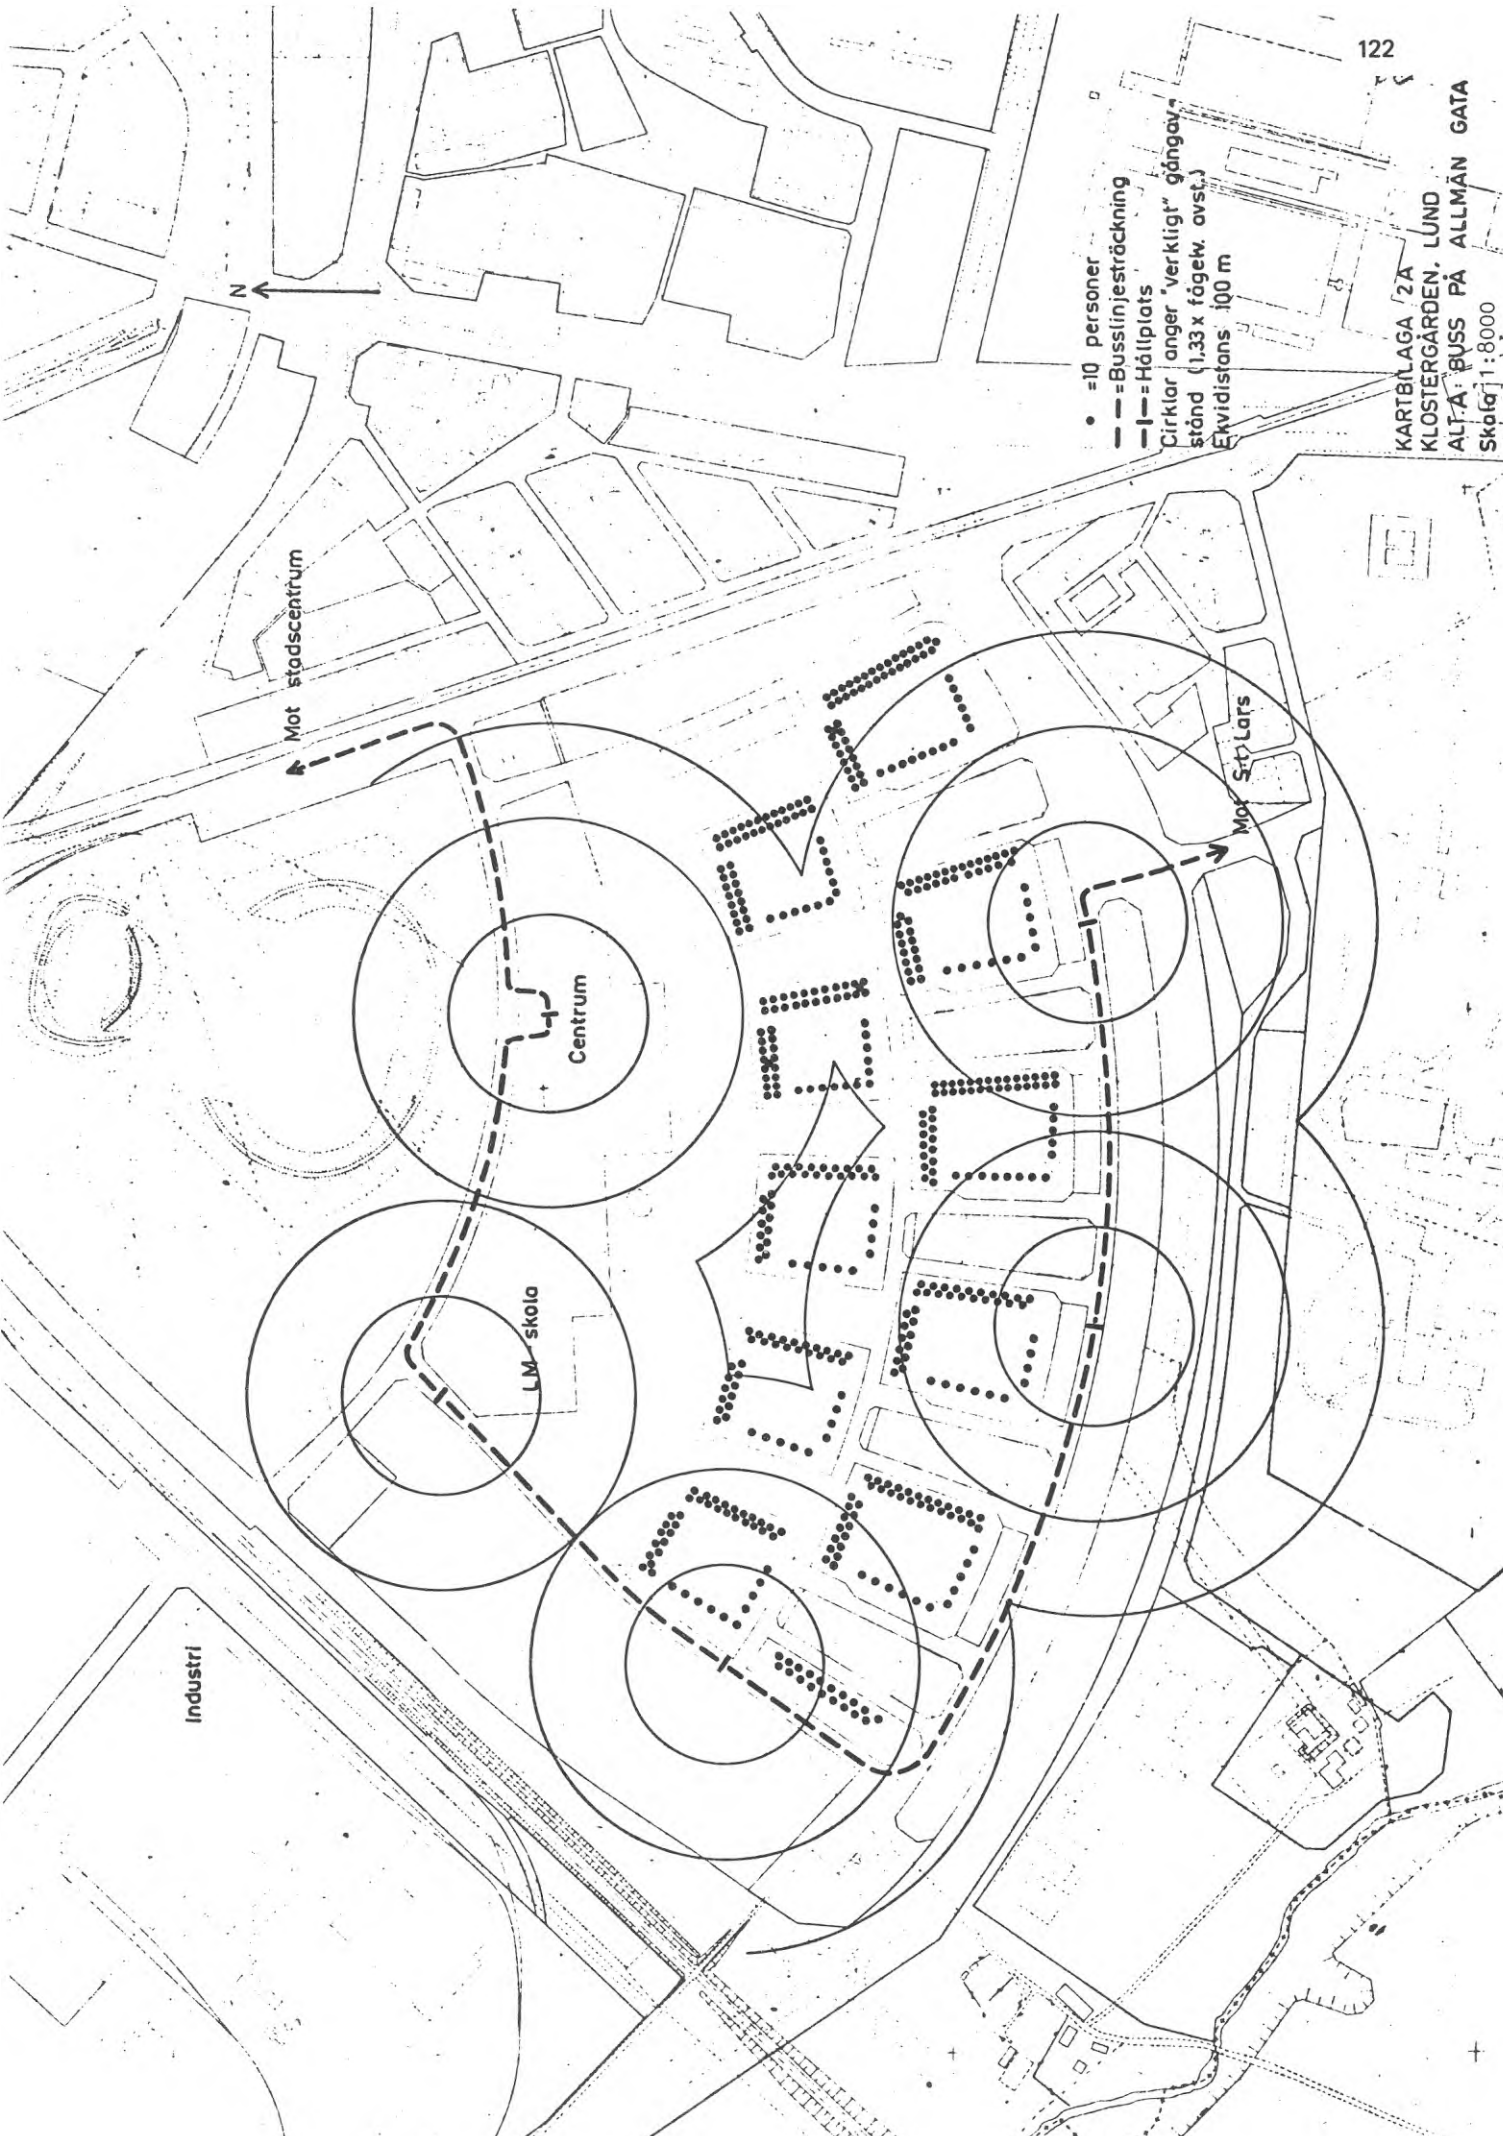 122
N
Mot stadscentrum
Centrum
LM-skola
Industri
Mot S:t Lars
• =10 personer
=Busslinjesträckning
=Hållplats
Cirklar anger "verkligt" gångav-
stånd (1,33 x fågelv. avst.)
Ekvidistans 100 m
KARTBILAGA 2A
KLOSTERGÅRDEN, LUND
ALT.A: BUSS PÅ ALLMÄN GATA
Skala 1:8000